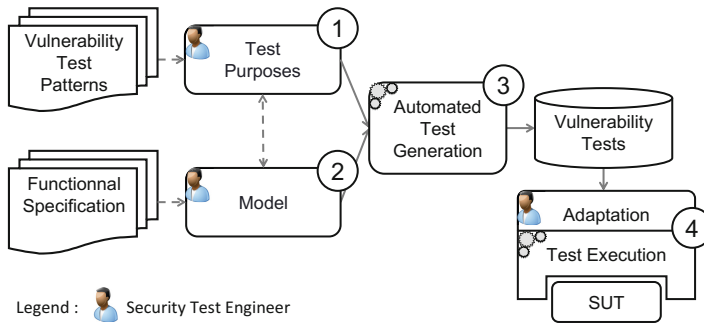 Vulnerability
Test
Patterns
1
Test
Purposes
2
Model
Functionnal
Specification
3
Automated
Test
Generation
Vulnerability
Tests
Adaptation
4
Test Execution
SUT
Legend :
Security Test Engineer